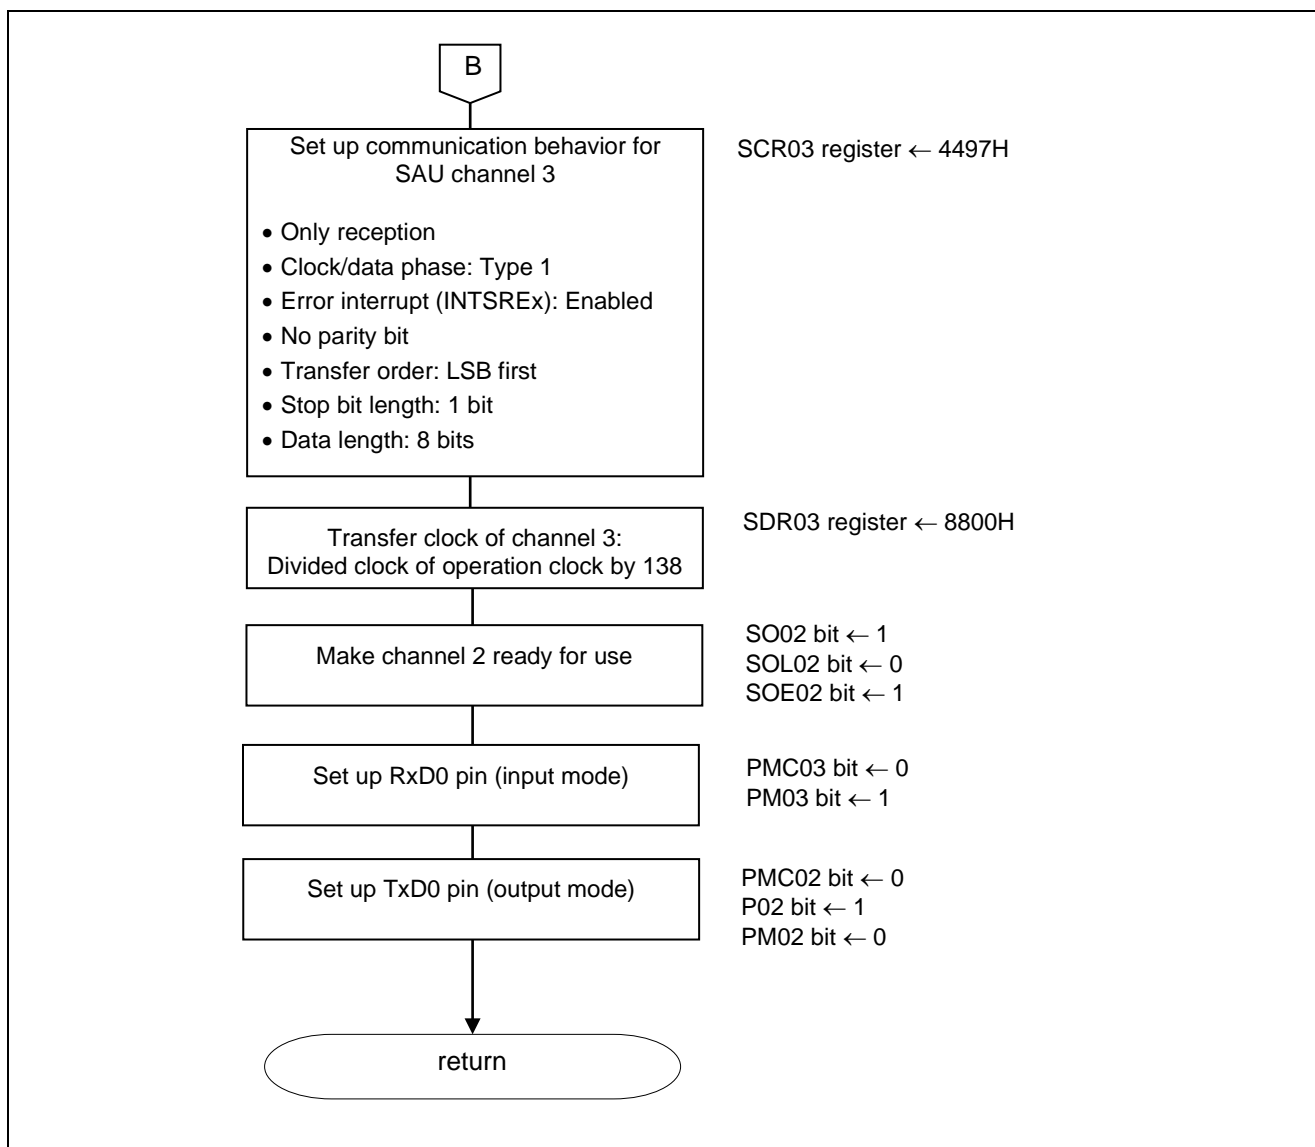 B
Set up communication behavior for
SAU channel 3
SCR03 register ← 4497H
• Only reception
• Clock/data phase: Type 1
• Error interrupt (INTSREx): Enabled
• No parity bit
• Transfer order: LSB first
• Stop bit length: 1 bit
• Data length: 8 bits
Transfer clock of channel 3:
Divided clock of operation clock by 138
SDR03 register ← 8800H
Make channel 2 ready for use
SO02 bit ← 1
SOL02 bit ← 0
SOE02 bit ← 1
Set up RxD0 pin (input mode)
PMC03 bit ← 0
PM03 bit ← 1
Set up TxD0 pin (output mode)
PMC02 bit ← 0
P02 bit ← 1
PM02 bit ← 0
return